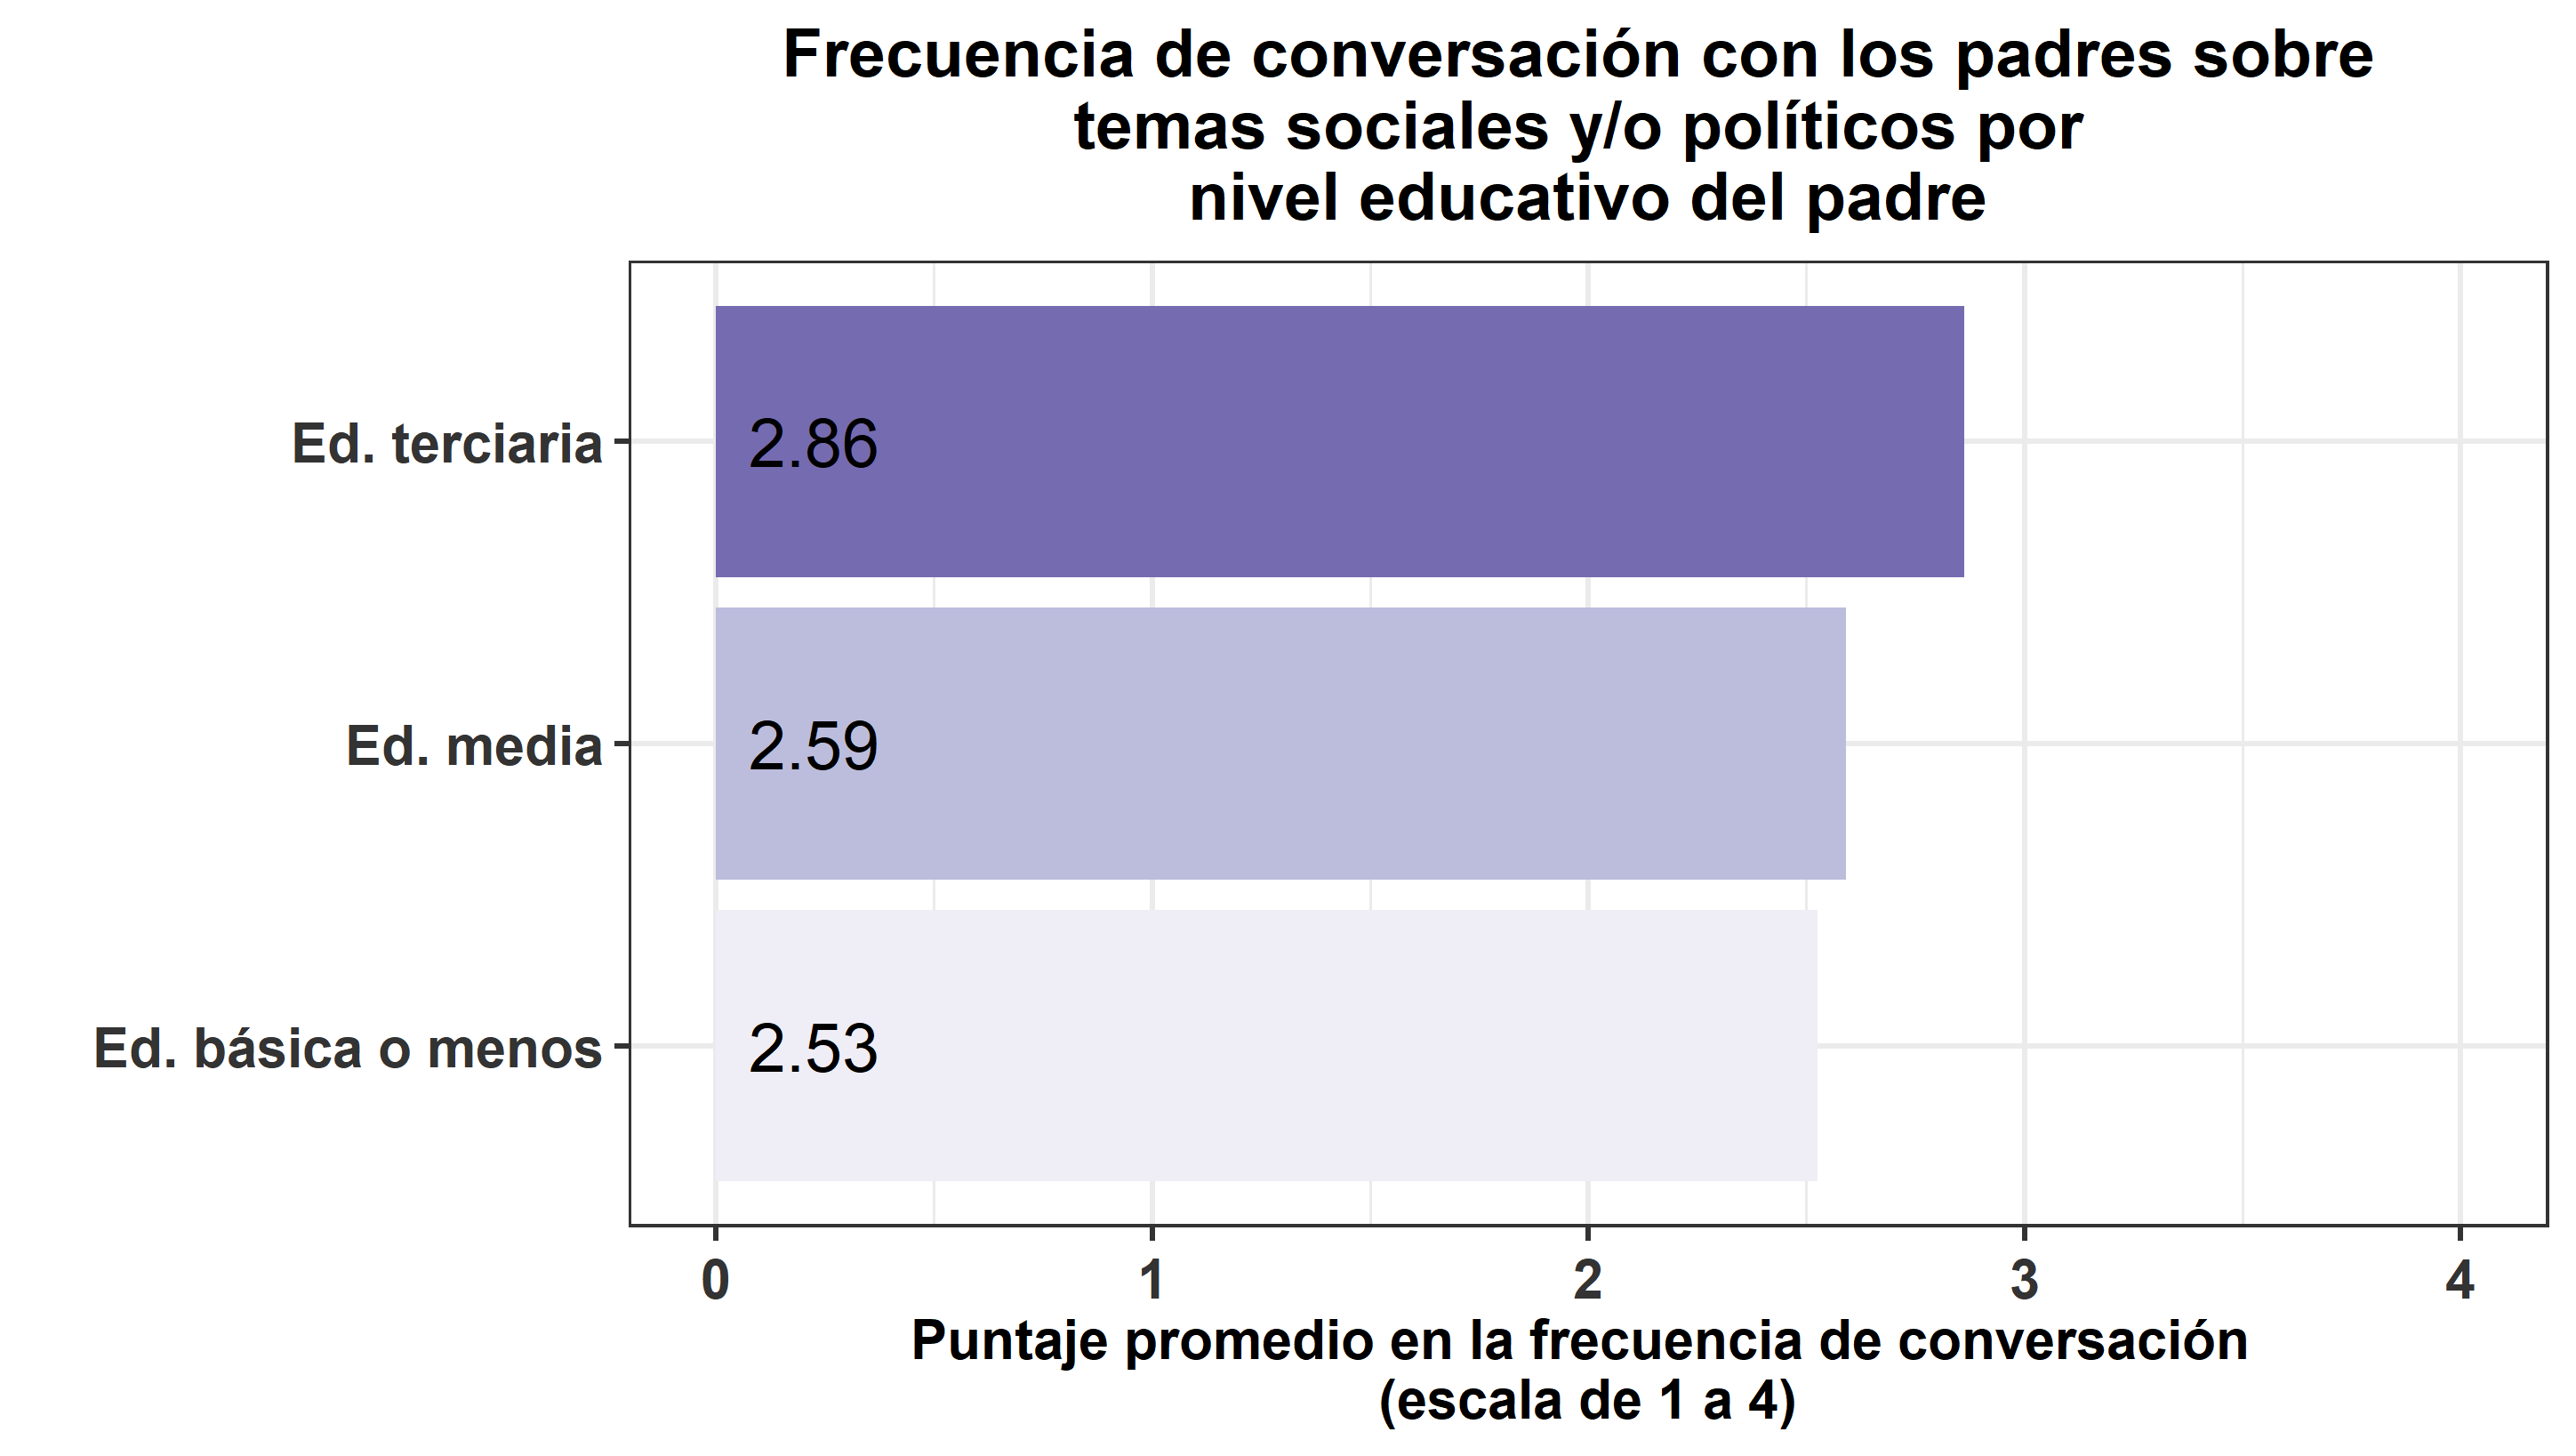 Frecuencia de conversación con los padres sobre
temas sociales y/o políticos por
nivel educativo del padre
Ed. terciaria
2.86
Ed. media
2.59
Ed. básica o menos
2.53
0 1 2 3 4
Puntaje promedio en la frecuencia de conversación
(escala de 1 a 4)